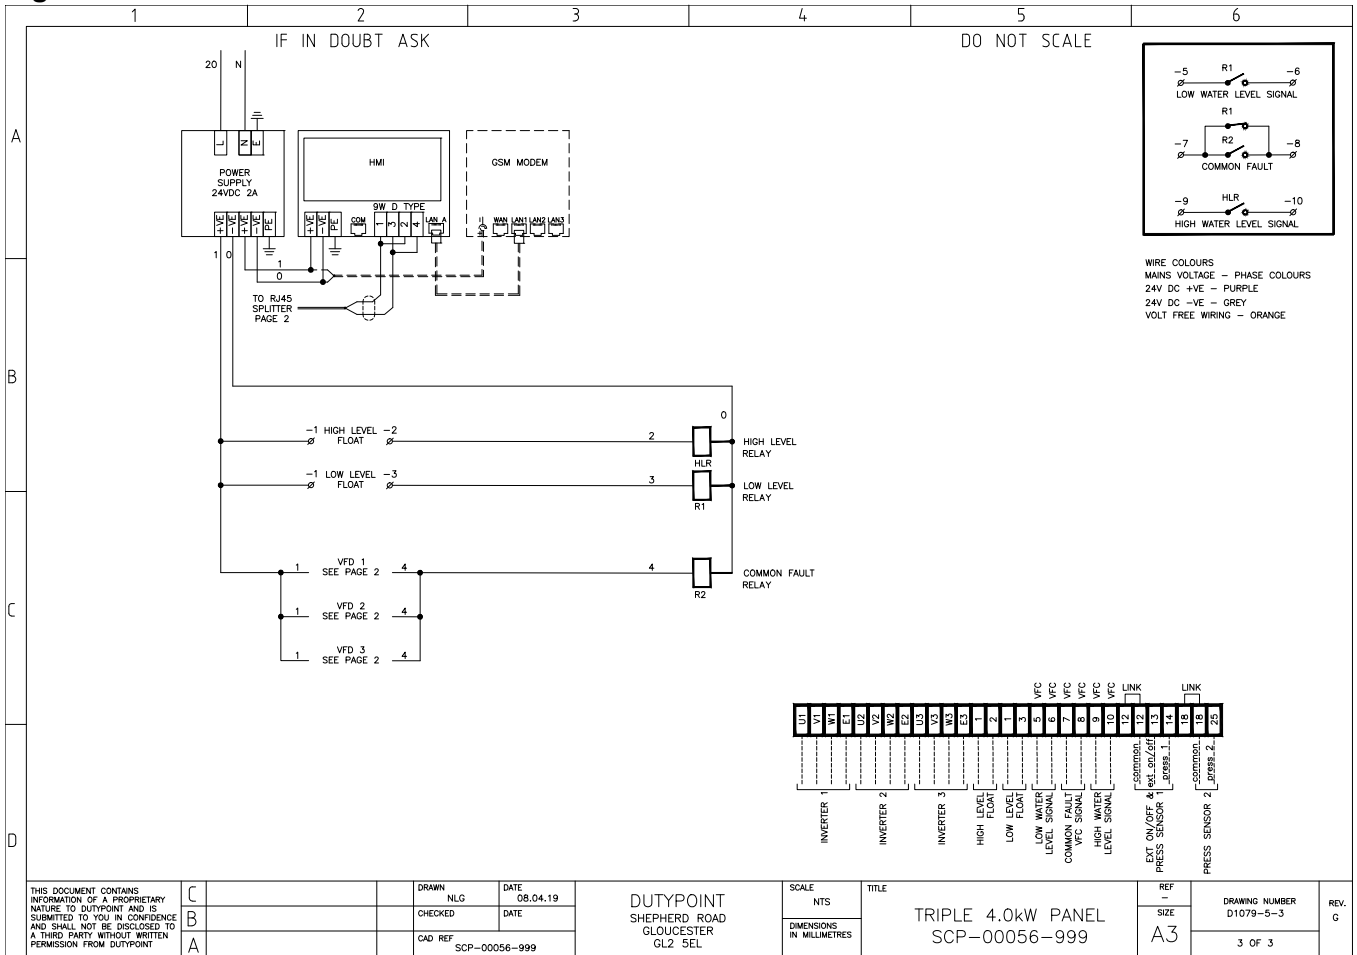 1 2 3 4 5 6
IF IN DOUBT ASK
DO NOT SCALE
A
B
C
D
20 N
L N E
POWER
SUPPLY
24VDC 2A
+VE -VE +VE -VE PE
1 0
HMI
9W D TYPE
+VE -VE PE COM 1 3 2 4 LAN A
GSM MODEM
WAN LAN1 LAN2 LAN3
1
0
TO RJ45
SPLITTER
PAGE 2
-5 R1 -6
LOW WATER LEVEL SIGNAL
R1
-7 R2 -8
COMMON FAULT
-9 HLR -10
HIGH WATER LEVEL SIGNAL
WIRE COLOURS
MAINS VOLTAGE - PHASE COLOURS
24V DC +VE - PURPLE
24V DC -VE - GREY
VOLT FREE WIRING - ORANGE
0
-1 HIGH LEVEL -2
FLOAT
2
HLR
HIGH LEVEL
RELAY
-1 LOW LEVEL -3
FLOAT
3
R1
LOW LEVEL
RELAY
1 VFD 1 4
SEE PAGE 2
4
R2
COMMON FAULT
RELAY
1 VFD 2 4
SEE PAGE 2
1 VFD 3 4
SEE PAGE 2
VFC VFC VFC VFC VFC VFC LINK LINK
U1 V1 W1 E1 U2 V2 W2 E2 U3 V3 W3 E3 1 2 1 3 5 6 7 8 9 10 12 12 13 14 18 18 25
common
ext on/off
press 1
common
press 2
INVERTER 1
INVERTER 2
INVERTER 3
HIGH LEVEL
FLOAT
LOW LEVEL
FLOAT
LOW WATER
LEVEL SIGNAL
COMMON FAULT
VFC SIGNAL
HIGH WATER
LEVEL SIGNAL
EXT ON/OFF &
PRESS SENSOR 1
PRESS SENSOR 2
THIS DOCUMENT CONTAINS
INFORMATION OF A PROPRIETARY
NATURE TO DUTYPOINT AND IS
SUBMITTED TO YOU IN CONFIDENCE
AND SHALL NOT BE DISCLOSED TO
A THIRD PARTY WITHOUT WRITTEN
PERMISSION FROM DUTYPOINT
C
B
A
DRAWN
NLG
DATE
08.04.19
CHECKED
DATE
CAD REF
SCP-00056-999
DUTYPOINT
SHEPHERD ROAD
GLOUCESTER
GL2 5EL
SCALE
NTS
DIMENSIONS
IN MILLIMETRES
TITLE
TRIPLE 4.0kW PANEL
SCP-00056-999
REF
-
SIZE
A3
DRAWING NUMBER
D1079-5-3
3 OF 3
REV.
G